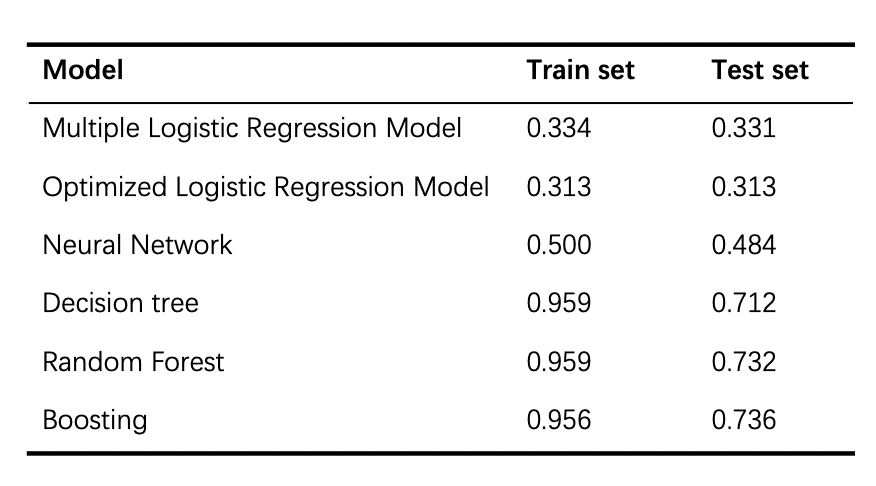 Model Train set Test set
Multiple Logistic Regression Model 0.334 0.331
Optimized Logistic Regression Model 0.313 0.313
Neural Network 0.500 0.484
Decision tree 0.959 0.712
Random Forest 0.959 0.732
Boosting 0.956 0.736